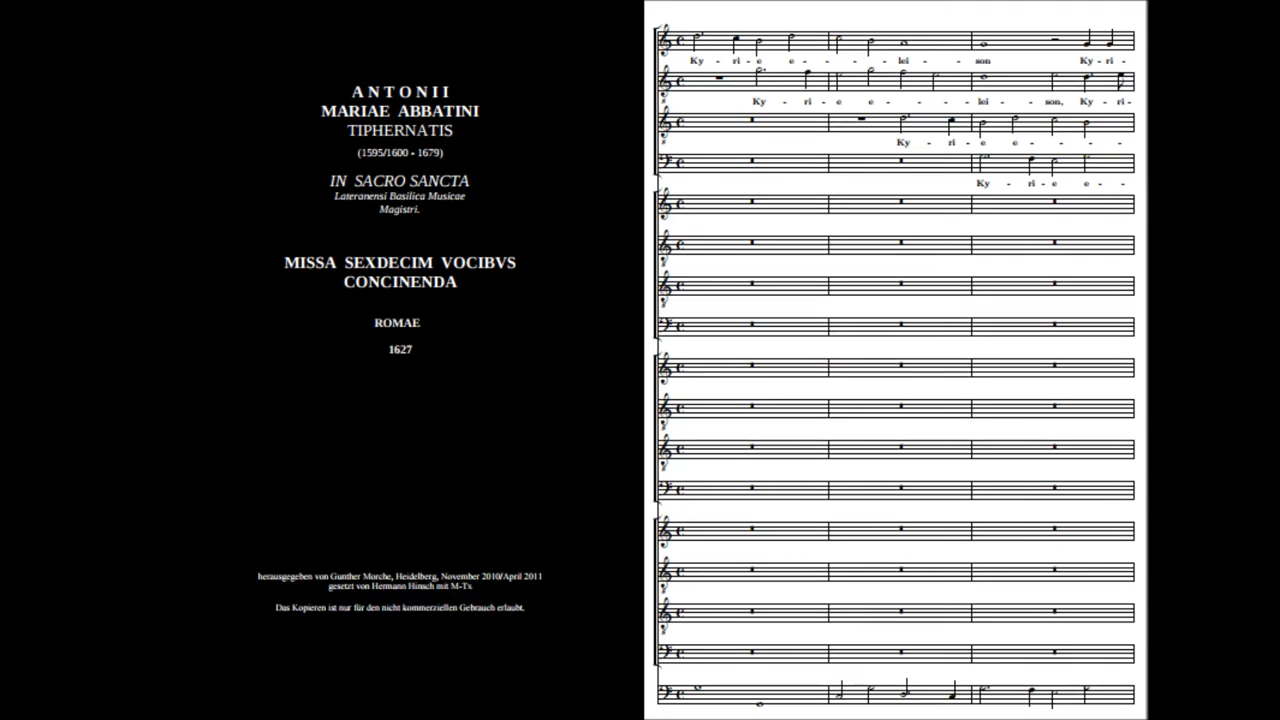 ANTONII
MARIAE ABBATINI
TIPHERNATIS
(1595/1600 - 1679)
IN SACRO SANCTA
Lateranensi Basilica Musicae
Magistri.
MISSA SEXDECIM VOCIBVS
CONCINENDA
ROMAE
1627
herausgegeben von Gunther Morche, Heidelberg, November 2010/April 2011
gesetzt von Hermann Hinsch mit M-Tx
Das Kopieren ist nur für den nicht kommerziellen Gebrauch erlaubt.
Ky - ri - e e - - - lei - son Ky - ri -
Ky - ri - e e - - - lei - son, Ky - ri -
Ky - ri - e e - - - -
Ky - ri - e e - -